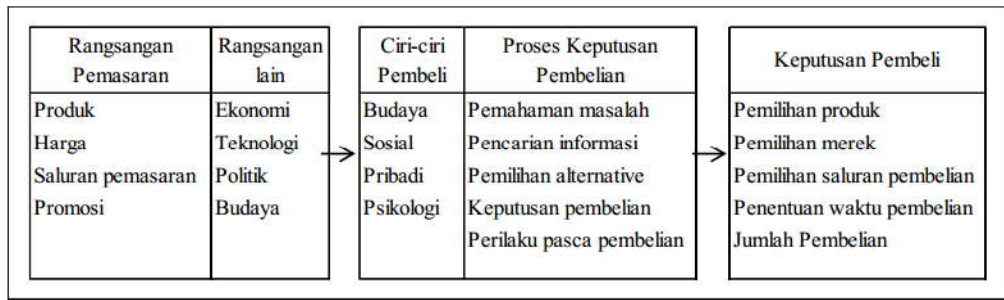 Rangsangan
Pemasaran
Produk
Harga
Saluran pemasaran
Promosi
Rangsangan
lain
Ekonomi
Teknologi
Politik
Budaya
Ciri-ciri
Pembeli
Budaya
Sosial
Pribadi
Psikologi
Proses Keputusan
Pembelian
Pemahaman masalah
Pencarian informasi
Pemilihan alternative
Keputusan pembelian
Perilaku pasca pembelian
Keputusan Pembeli
Pemilihan produk
Pemilihan merek
Pemilihan saluran pembelian
Penentuan waktu pembelian
Jumlah Pembelian